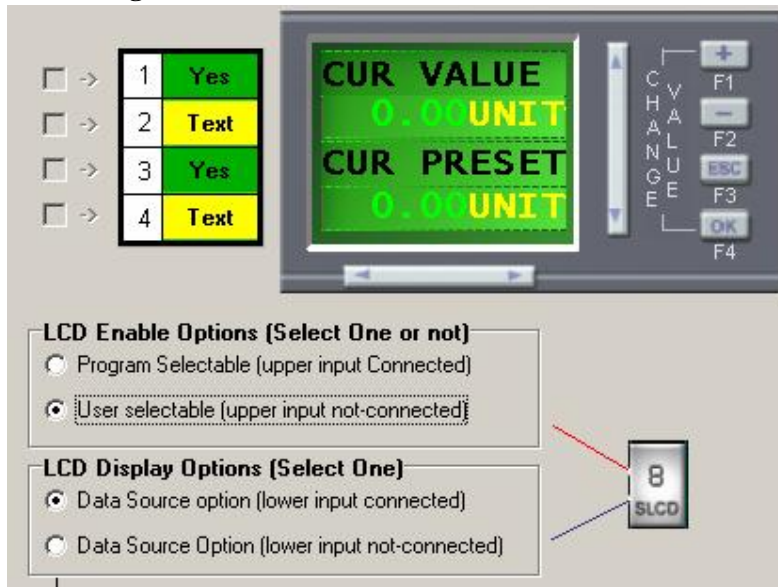 -> 1 Yes
-> 2 Text
-> 3 Yes
-> 4 Text
CUR VALUE
0.00UNIT
CUR PRESET
0.00UNIT
CHANGE
VALUE
+
F1
-
F2
ESC
F3
OK
F4
LCD Enable Options (Select One or not)
Program Selectable (upper input Connected)
User selectable (upper input not-connected)
LCD Display Options (Select One)
Data Source option (lower input connected)
Data Source Option (lower input not-connected)
8
SLCD